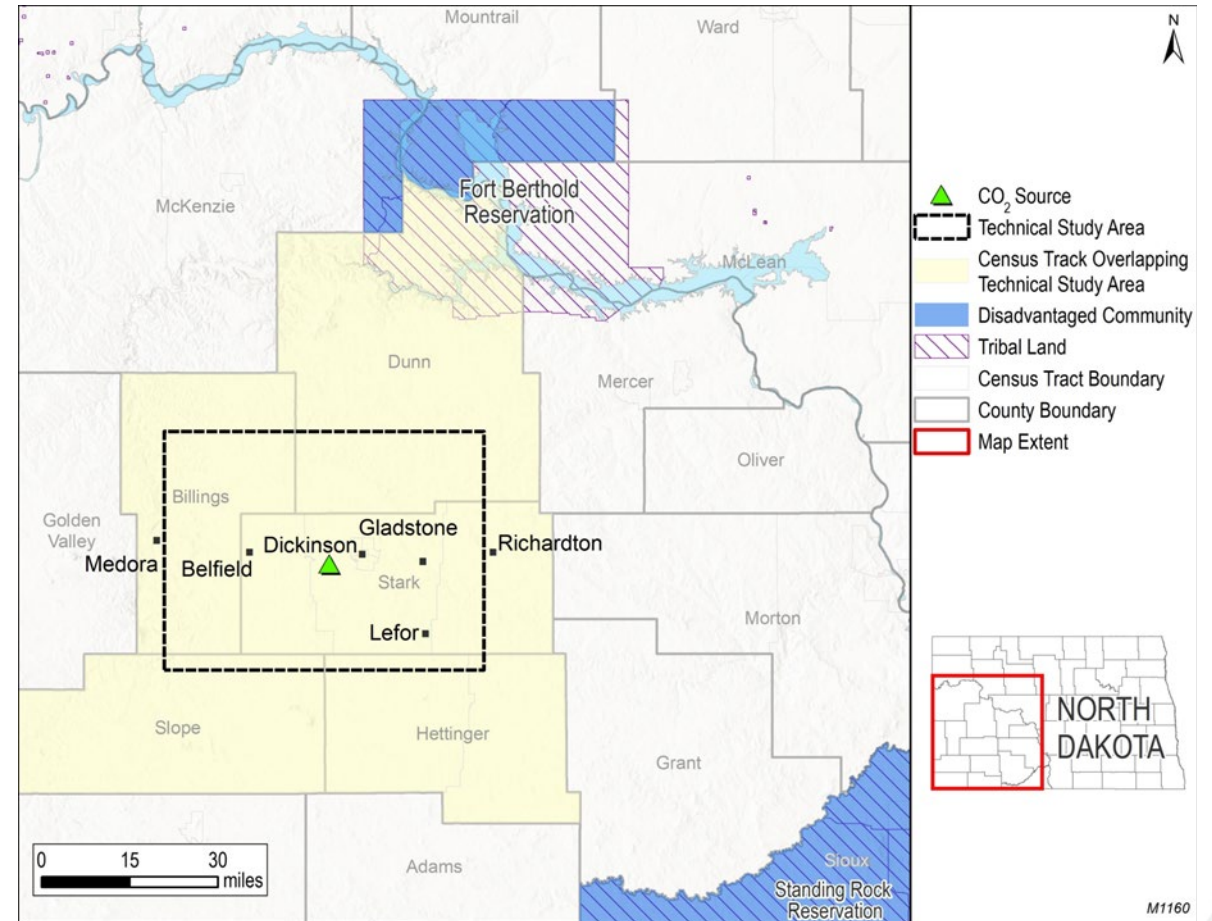 Mountrail
Ward
N
McKenzie
Fort Berthold
Reservation
McLean
Dunn
Mercer
Oliver
Billings
Golden
Valley
Medora
Belfield
Dickinson
Gladstone
Richardton
Stark
Lefor
Morton
Slope
Hettinger
Grant
Adams
Sioux
Standing Rock
Reservation
0 15 30
miles
CO2 Source
Technical Study Area
Census Track Overlapping
Technical Study Area
Disadvantaged Community
Tribal Land
Census Tract Boundary
County Boundary
Map Extent
NORTH
DAKOTA
M1160